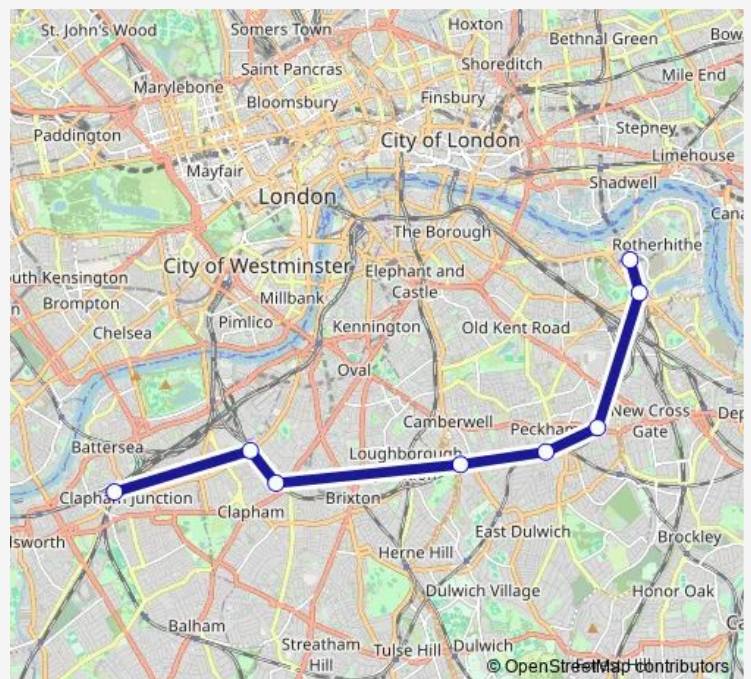 St. John's Wood
Somers Town
Hoxton
Bethnal Green
Bow
Saint Pancras
Shoreditch
Mile End
Marylebone
Bloomsbury
Finsbury
Paddington
City of London
Stepney
Limehouse
Mayfair
Shadwell
London
Cana
The Borough
Rotherhithe
City of Westminster
Elephant and
Castle
uth Kensington
Brompton
Millbank
Chelsea
Pimlico
Kennington
Old Kent Road
Oval
New Cross
Gate
Dep
Camberwell
Peckham
Battersea
Loughborough
Clapham Junction
Brixton
Clapham
East Dulwich
Brockley
lsworth
Herne Hill
Dulwich Village
Honor Oak
Balham
Streatham
Hill
Tulse Hill
Dulwich
© OpenStreetMap contributors